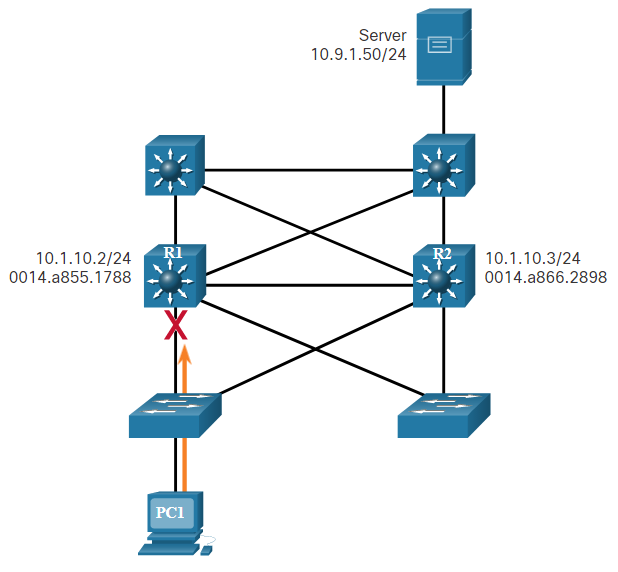 Server
10.9.1.50/24
R1
R2
10.1.10.2/24
0014.a855.1788
10.1.10.3/24
0014.a866.2898
X
PC1